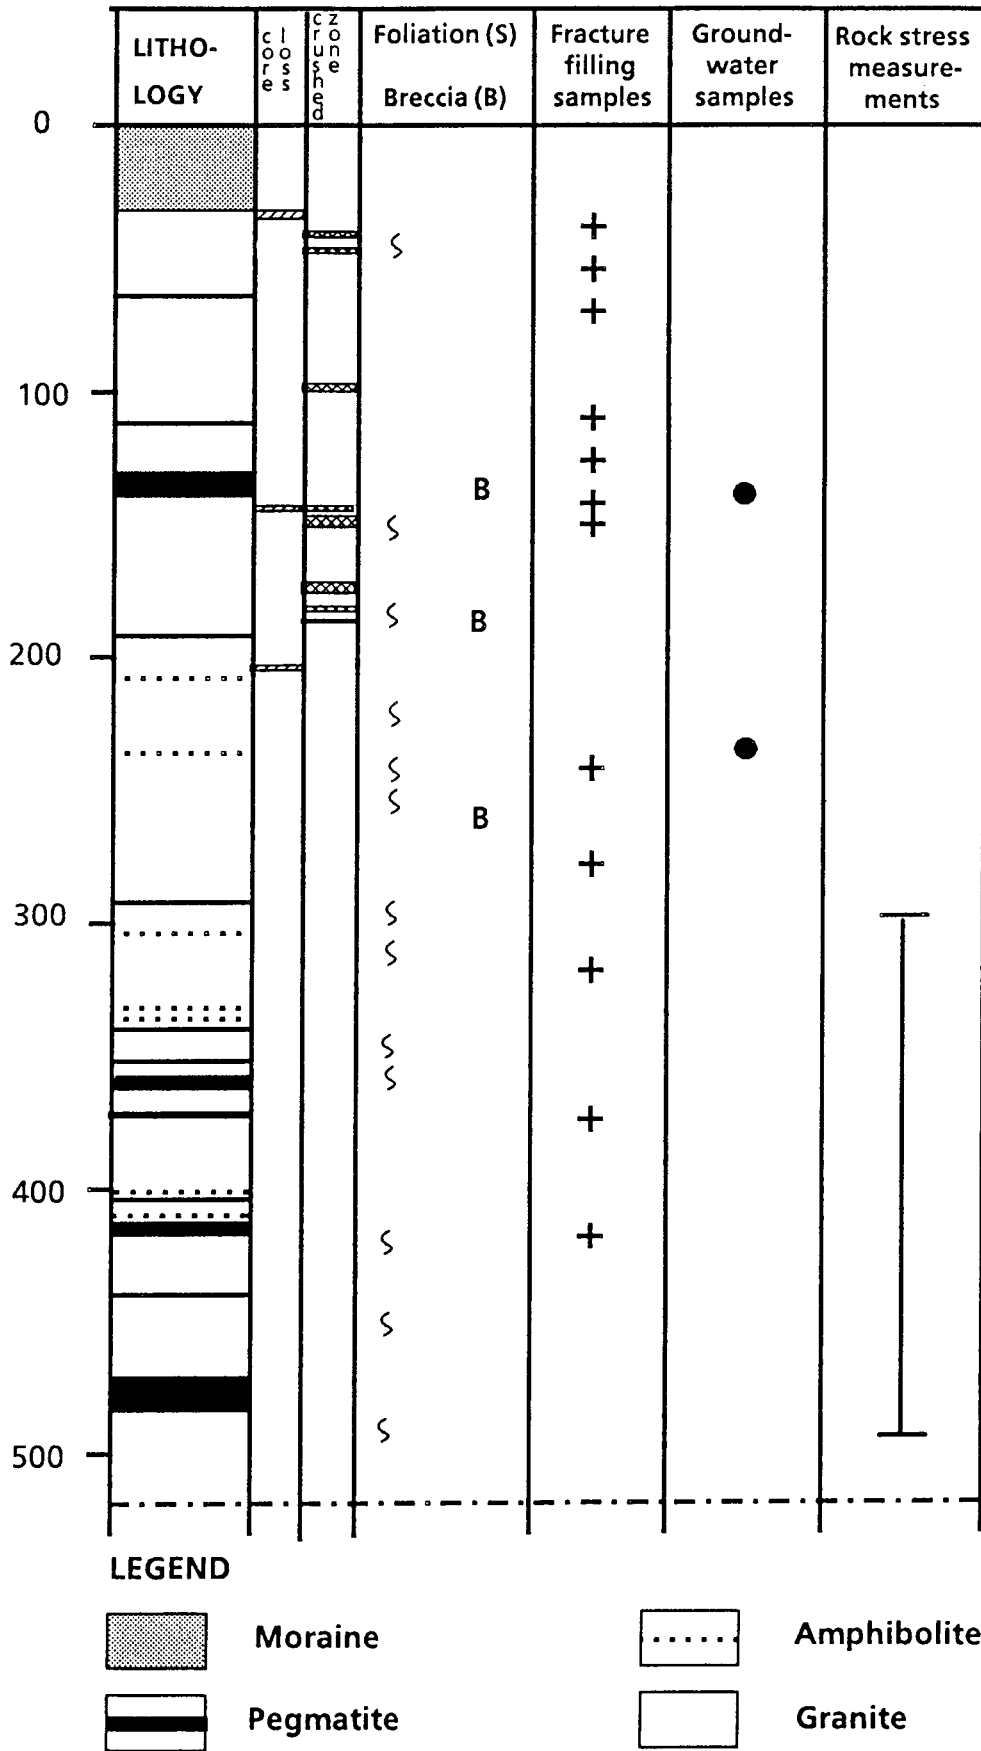 LITHO-
LOGY
core
loss
crushed
zone
Foliation (S)
Breccia (B)
Fracture
filling
samples
Ground-
water
samples
Rock stress
measure-
ments
0
100
B
B
200
B
300
400
500
LEGEND
Moraine
Amphibolite
Pegmatite
Granite